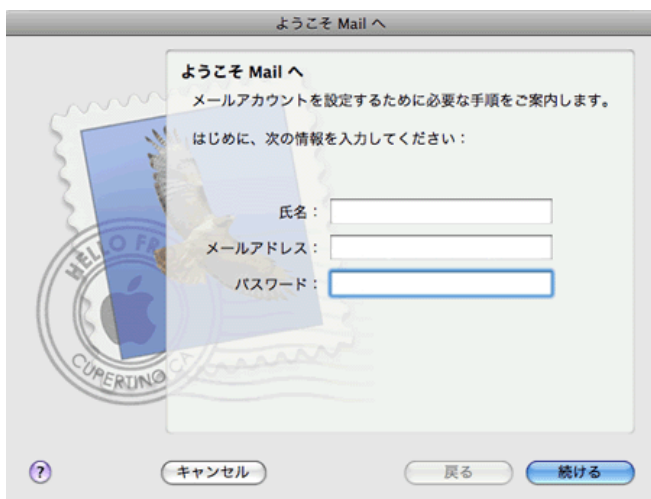 ようこそ Mail へ
ようこそ Mail へ
メールアカウントを設定するために必要な手順をご案内します。
はじめに、次の情報を入力してください：
氏名：
メールアドレス：
パスワード：
HELLO FR
CUPERTINO CA
?
キャンセル
戻る
続ける